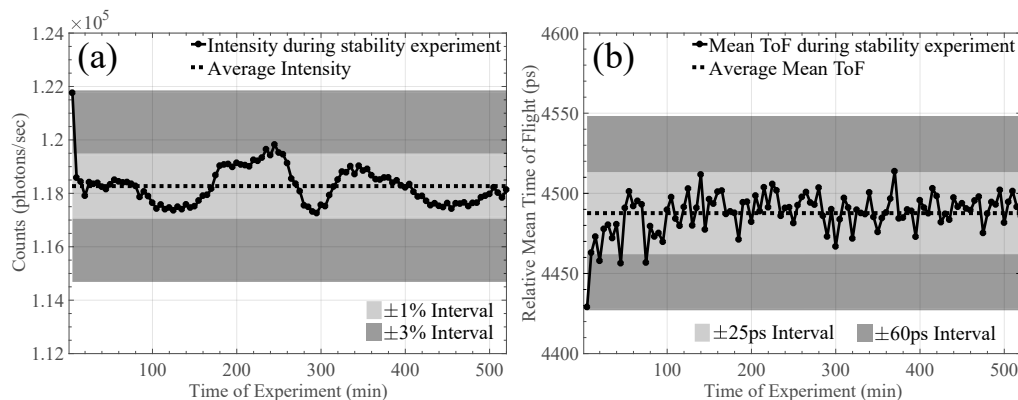 ×10⁵
(a)
Intensity during stability experiment
Average Intensity
1.24
1.22
1.2
1.18
1.16
1.14
1.12
Counts (photons/sec)
±1% Interval
±3% Interval
100 200 300 400 500
Time of Experiment (min)
(b)
Mean ToF during stability experiment
Average Mean ToF
4600
4550
4500
4450
4400
Relative Mean Time of Flight (ps)
±25ps Interval ±60ps Interval
100 200 300 400 500
Time of Experiment (min)